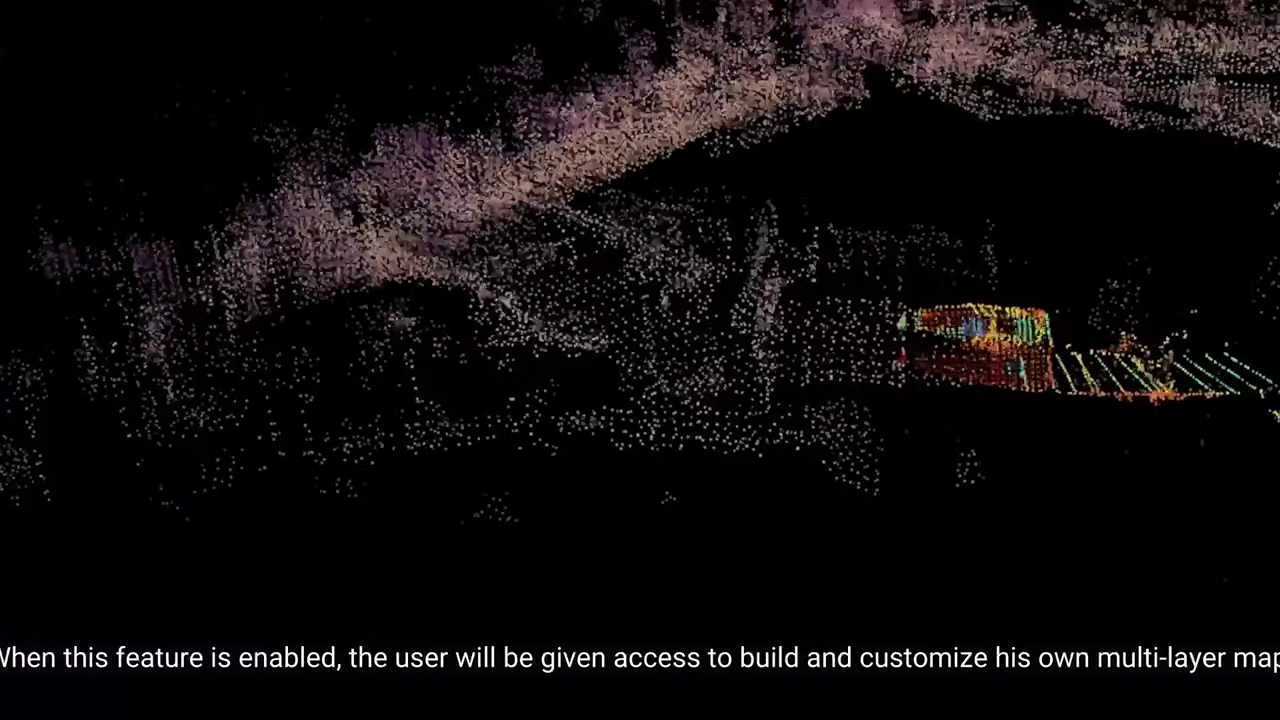 When this feature is enabled, the user will be given access to build and customize his own multi-layer map